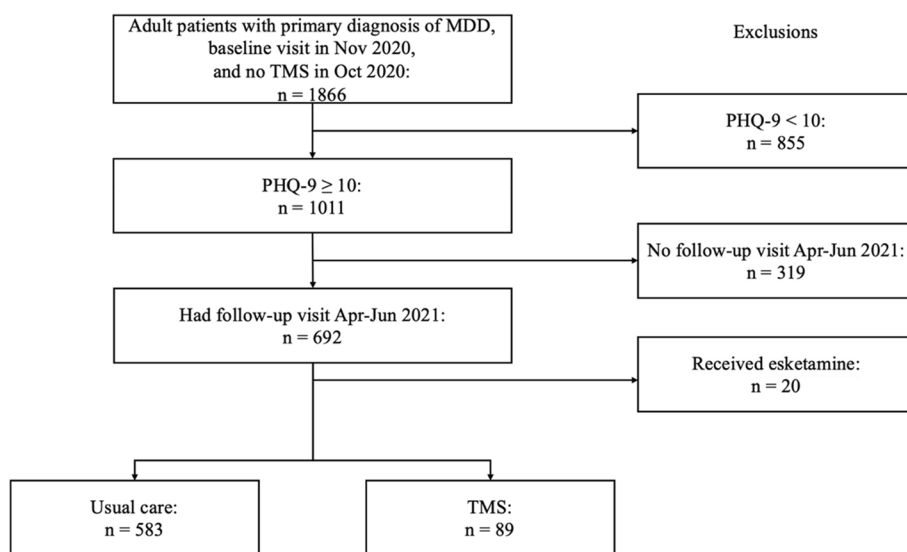 Adult patients with primary diagnosis of MDD,
baseline visit in Nov 2020,
and no TMS in Oct 2020:
n = 1866
Exclusions
PHQ-9 < 10:
n = 855
PHQ-9 ≥ 10:
n = 1011
No follow-up visit Apr-Jun 2021:
n = 319
Had follow-up visit Apr-Jun 2021:
n = 692
Received esketamine:
n = 20
Usual care:
n = 583
TMS:
n = 89